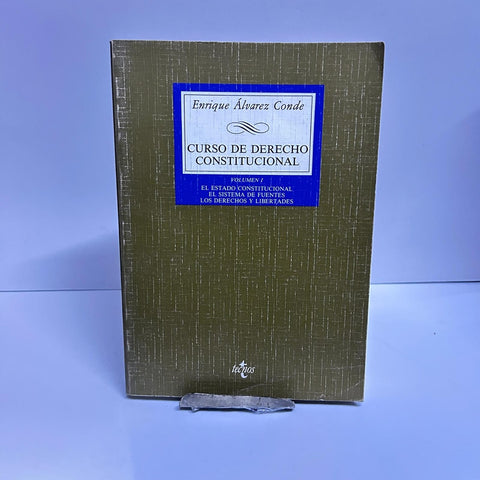 Enrique Álvarez Conde
CURSO DE DERECHO
CONSTITUCIONAL
VOLUMEN I
EL ESTADO CONSTITUCIONAL
EL SISTEMA DE FUENTES
LOS DERECHOS Y LIBERTADES
tecnos